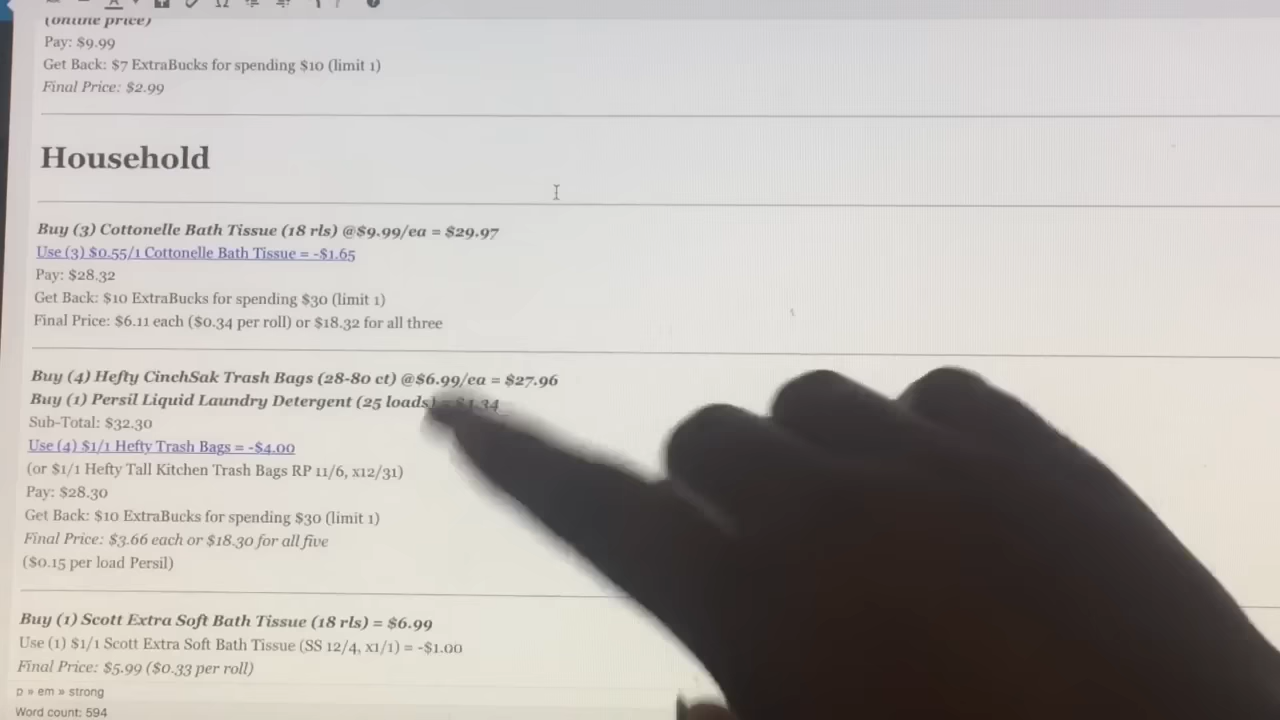 (online price)
Pay: $9.99
Get Back: $7 ExtraBucks for spending $10 (limit 1)
Final Price: $2.99
Household
Buy (3) Cottonelle Bath Tissue (18 rls) @$9.99/ea = $29.97
Use (3) $0.55/1 Cottonelle Bath Tissue = -$1.65
Pay: $28.32
Get Back: $10 ExtraBucks for spending $30 (limit 1)
Final Price: $6.11 each ($0.34 per roll) or $18.32 for all three
Buy (4) Hefty CinchSak Trash Bags (28-80 ct) @$6.99/ea = $27.96
Buy (1) Persil Liquid Laundry Detergent (25 loads) = $4.34
Sub-Total: $32.30
Use (4) $1/1 Hefty Trash Bags = -$4.00
(or $1/1 Hefty Tall Kitchen Trash Bags RP 11/6, x12/31)
Pay: $28.30
Get Back: $10 ExtraBucks for spending $30 (limit 1)
Final Price: $3.66 each or $18.30 for all five
($0.15 per load Persil)
Buy (1) Scott Extra Soft Bath Tissue (18 rls) = $6.99
Use (1) $1/1 Scott Extra Soft Bath Tissue (SS 12/4, x1/1) = -$1.00
Final Price: $5.99 ($0.33 per roll)
p » em » strong
Word count: 594